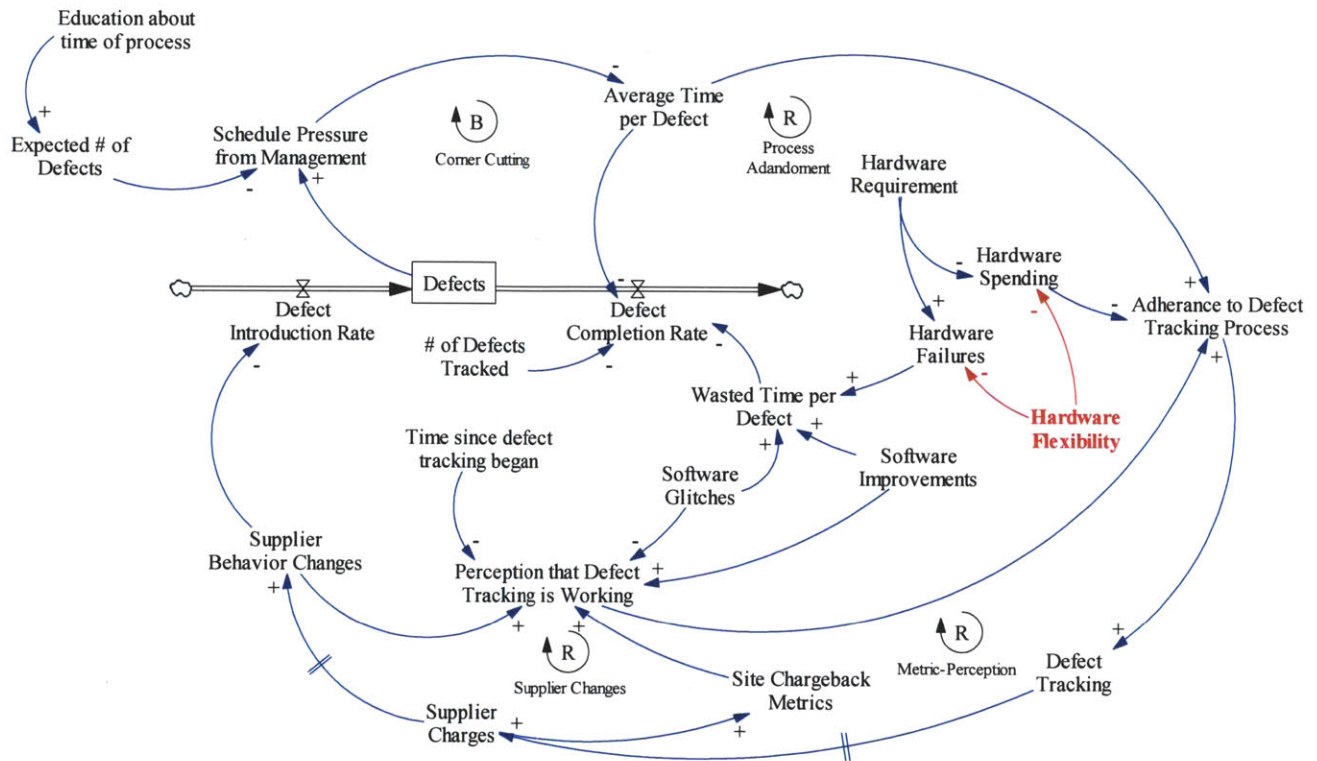 Education about
time of process
+
Expected # of
Defects
-
Schedule Pressure
from Management
+
B
Corner Cutting
-
Average Time
per Defect
R
Process
Adandoment
Hardware
Requirement
-
Hardware
Spending
-
-
+
Adherance to Defect
Tracking Process
+
+
Hardware
Failures
-
Hardware
Flexibility
Defects
Defect
Introduction Rate
-
-
Defect
Completion Rate
-
# of Defects
Tracked
-
+
Wasted Time per
Defect
+
+
Time since defect
tracking began
-
Software
Glitches
-
Software
Improvements
+
Supplier
Behavior Changes
+
Perception that Defect
Tracking is Working
+
+
R
Supplier Changes
R
Metric-Perception
+
Defect
Tracking
Site Chargeback
Metrics
+
Supplier
Charges
+